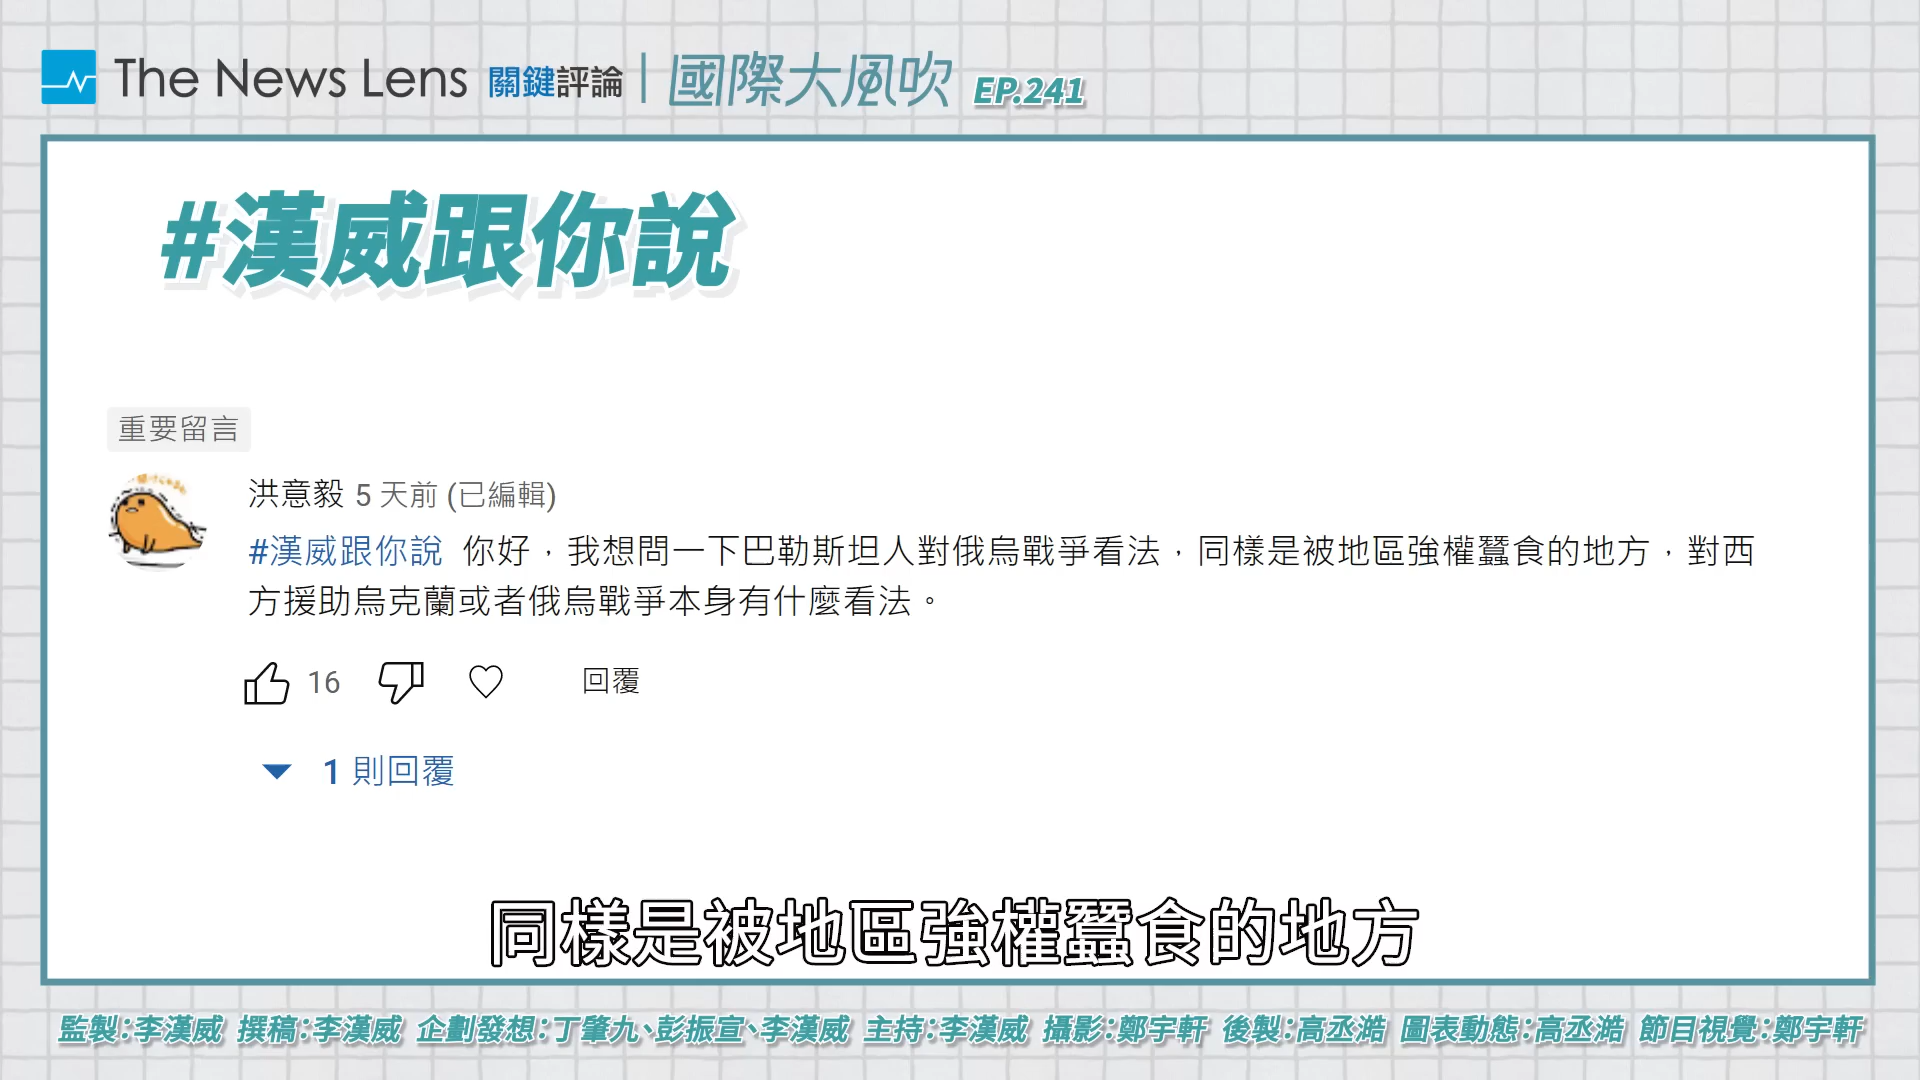 The News Lens 關鍵評論 國際大風吹 EP.241
#漢威跟你說
重要留言
洪意毅 5 天前 (已編輯)
#漢威跟你說 你好，我想問一下巴勒斯坦人對俄烏戰爭看法，同樣是被地區強權蠶食的地方，對西
方援助烏克蘭或者俄烏戰爭本身有什麼看法。
16 回覆
1 則回覆
同樣是被地區強權蠶食的地方
監製：李漢威 撰稿：李漢威 企劃發想：丁肇九、彭振宣、李漢威 主持：李漢威 攝影：鄭宇軒 後製：高丞澔 圖表動態：高丞澔 節目視覺：鄭宇軒